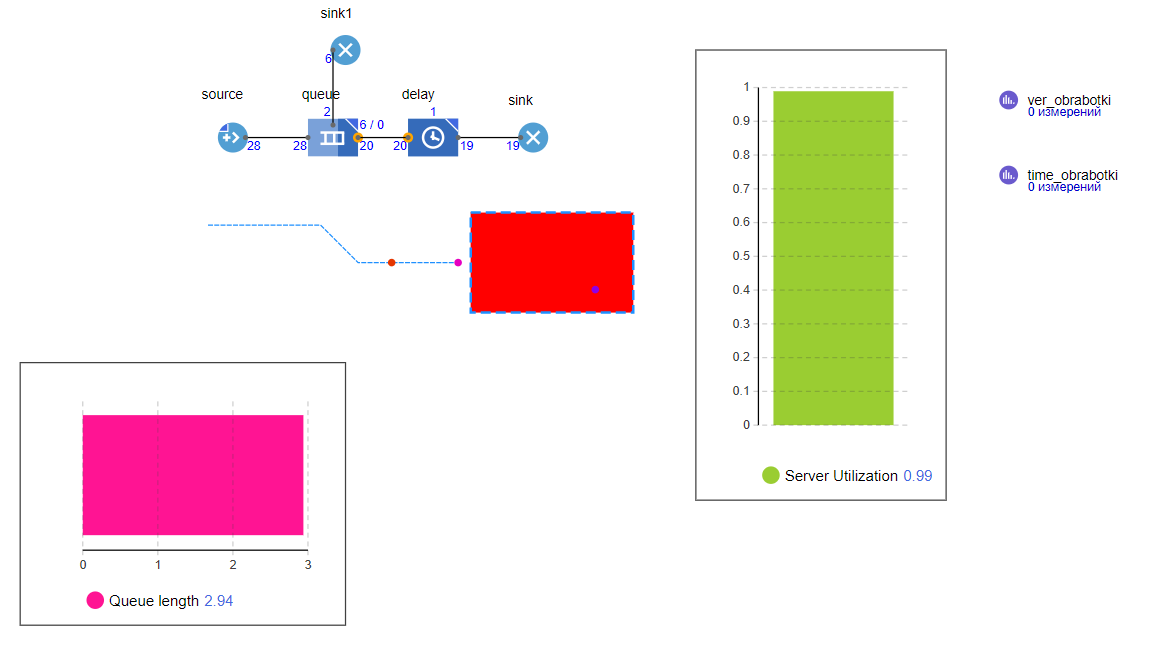 sink1
6
source
queue
delay
sink
2
6 / 0
1
28
28
20
20
19
19
1
0.9
0.8
0.7
0.6
0.5
0.4
0.3
0.2
0.1
0
Server Utilization 0.99
ver_obrabotki
0 измерений
time_obrabotki
0 измерений
0
1
2
3
Queue length 2.94